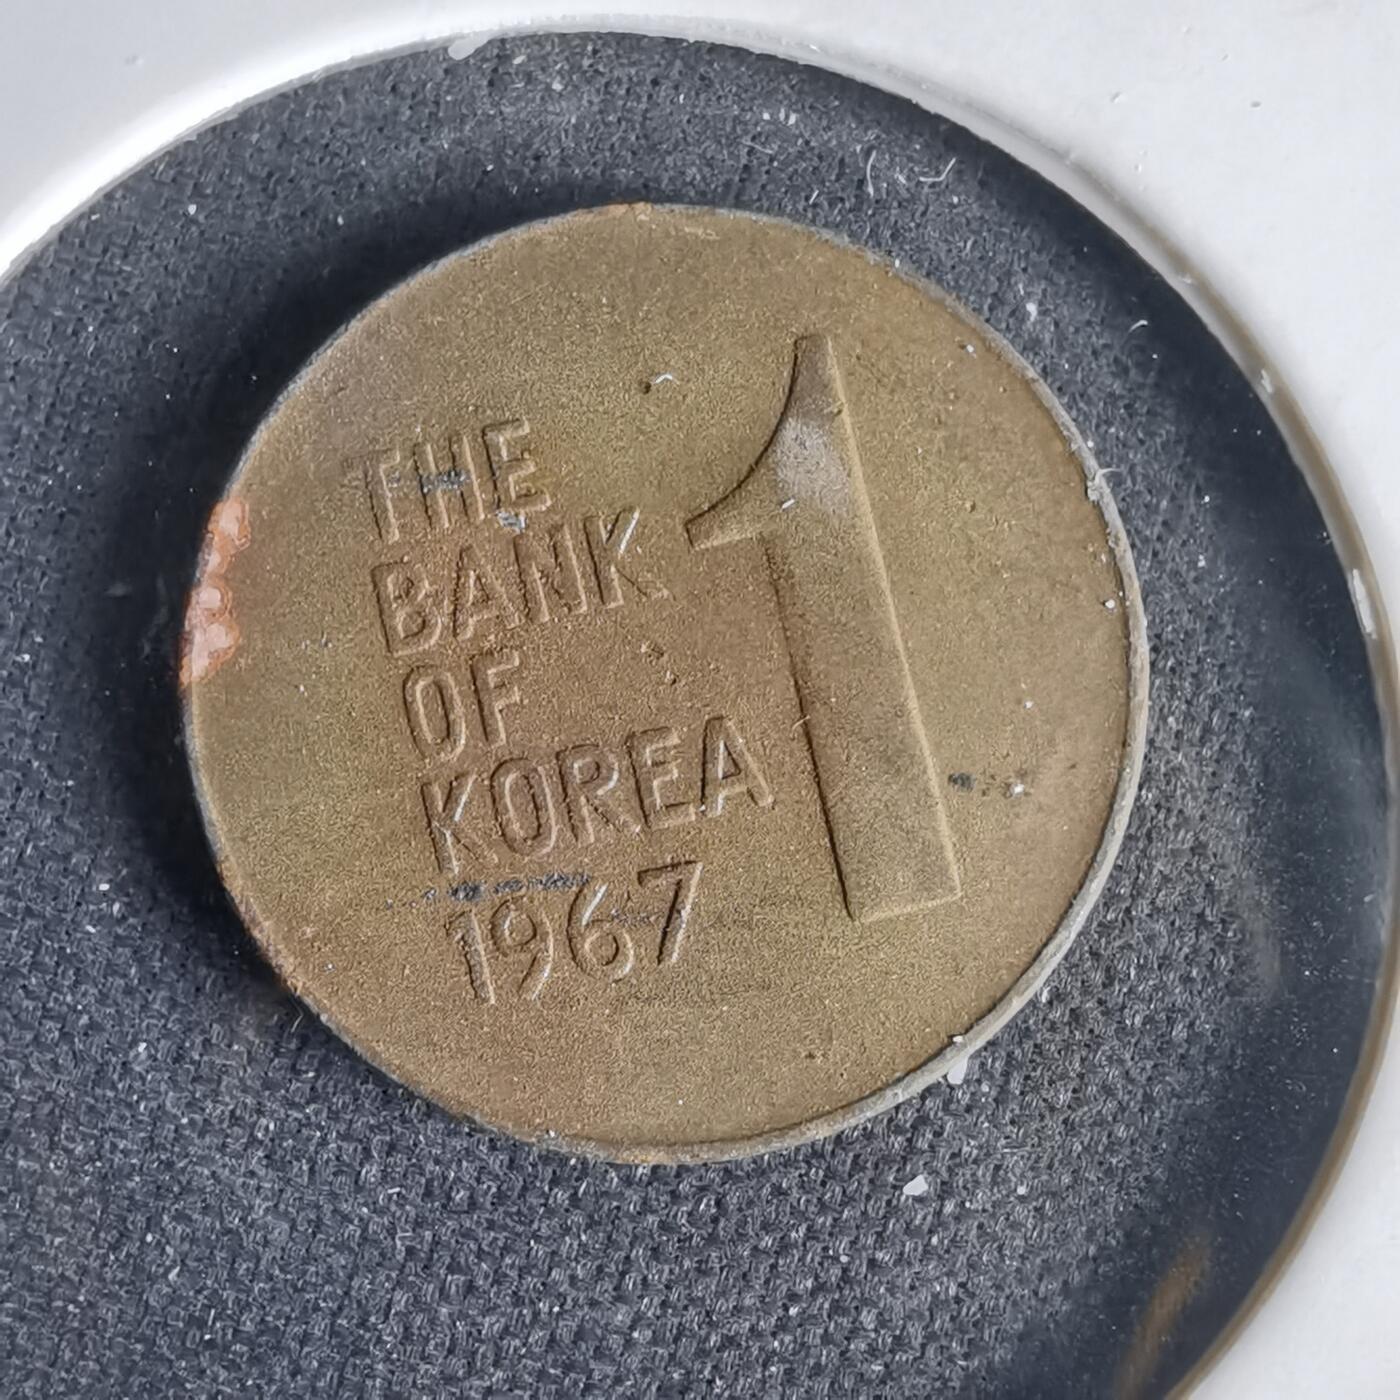 THE
BANK
OF
KOREA
1967
1